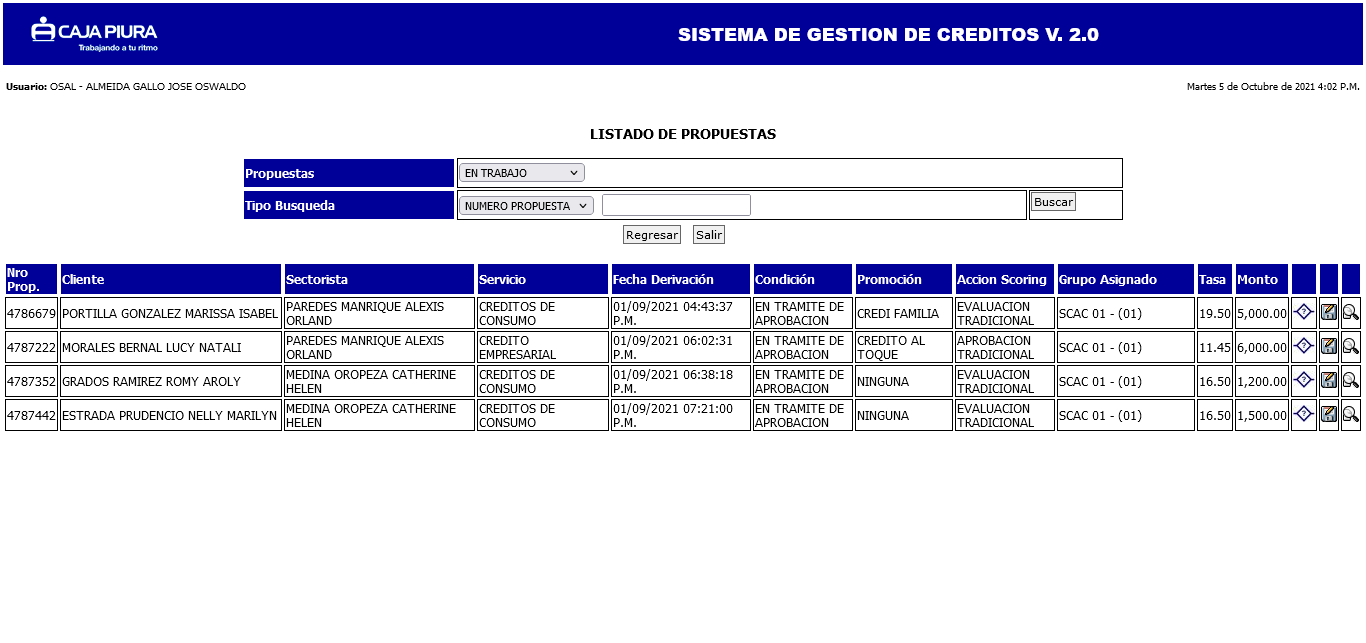 CAJA PIURA
Trabajando a tu ritmo
SISTEMA DE GESTION DE CREDITOS V. 2.0
Usuario: OSAL - ALMEIDA GALLO JOSE OSWALDO
Martes 5 de Octubre de 2021 4:02 P.M.
LISTADO DE PROPUESTAS
Propuestas EN TRABAJO
Tipo Busqueda NUMERO PROPUESTA Buscar
Regresar Salir
Nro Prop. Cliente Sectorista Servicio Fecha Derivación Condición Promoción Accion Scoring Grupo Asignado Tasa Monto
4786679 PORTILLA GONZALEZ MARISSA ISABEL PAREDES MANRIQUE ALEXIS ORLAND CREDITOS DE CONSUMO 01/09/2021 04:43:37 P.M. EN TRAMITE DE APROBACION CREDI FAMILIA EVALUACION TRADICIONAL SCAC 01 - (01) 19.50 5,000.00
4787222 MORALES BERNAL LUCY NATALI PAREDES MANRIQUE ALEXIS ORLAND CREDITO EMPRESARIAL 01/09/2021 06:02:31 P.M. EN TRAMITE DE APROBACION CREDITO AL TOQUE APROBACION TRADICIONAL SCAC 01 - (01) 11.45 6,000.00
4787352 GRADOS RAMIREZ ROMY AROLY MEDINA OROPEZA CATHERINE HELEN CREDITOS DE CONSUMO 01/09/2021 06:38:18 P.M. EN TRAMITE DE APROBACION NINGUNA EVALUACION TRADICIONAL SCAC 01 - (01) 16.50 1,200.00
4787442 ESTRADA PRUDENCIO NELLY MARILYN MEDINA OROPEZA CATHERINE HELEN CREDITOS DE CONSUMO 01/09/2021 07:21:00 P.M. EN TRAMITE DE APROBACION NINGUNA EVALUACION TRADICIONAL SCAC 01 - (01) 16.50 1,500.00